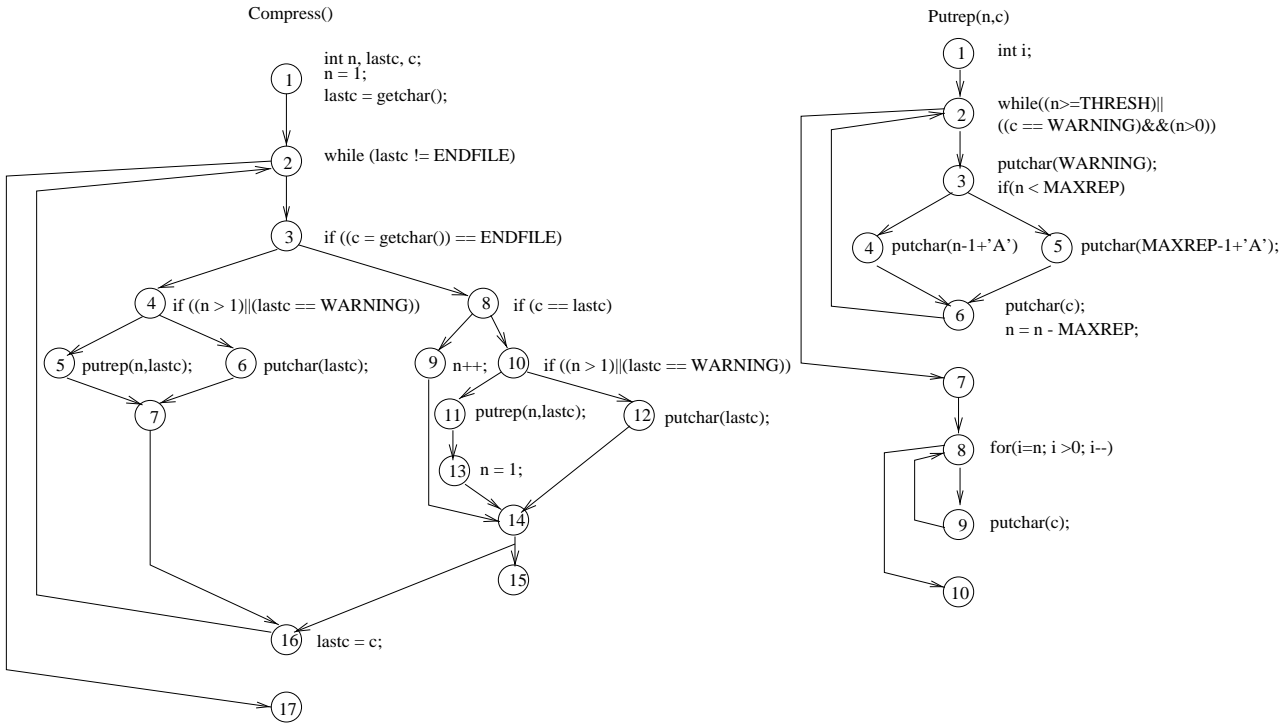 Compress()
1
int n, lastc, c;
n = 1;
lastc = getchar();
2
while (lastc != ENDFILE)
3
if ((c = getchar()) == ENDFILE)
4
if ((n > 1)||(lastc == WARNING))
8
if (c == lastc)
5
putrep(n,lastc);
6
putchar(lastc);
9
n++;
10
if ((n > 1)||(lastc == WARNING))
7
11
putrep(n,lastc);
12
putchar(lastc);
13
n = 1;
14
15
16
lastc = c;
17
Putrep(n,c)
1
int i;
2
while((n>=THRESH)||
((c == WARNING)&&(n>0))
3
putchar(WARNING);
if(n < MAXREP)
4
putchar(n-1+'A')
5
putchar(MAXREP-1+'A');
6
putchar(c);
n = n - MAXREP;
7
8
for(i=n; i >0; i--)
9
putchar(c);
10